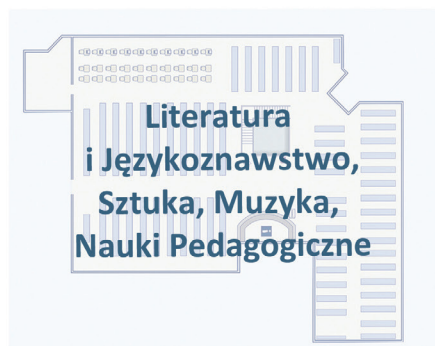 Literatura
i Językoznawstwo,
Sztuka, Muzyka,
Nauki Pedagogiczne